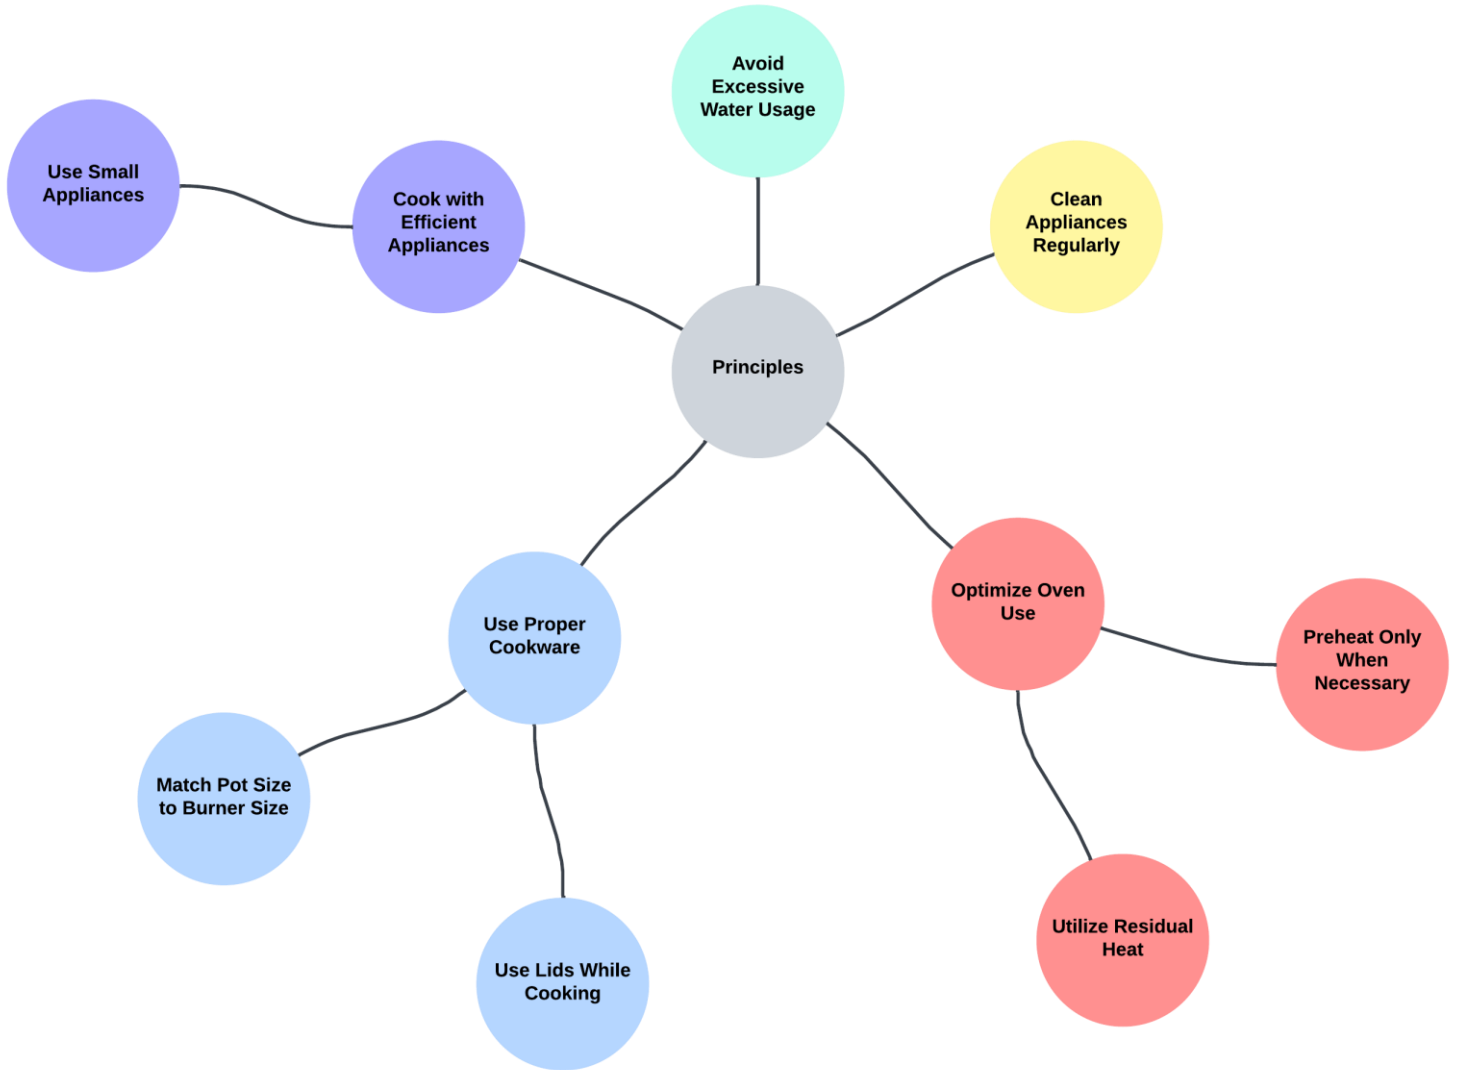 Avoid
Excessive
Water Usage
Use Small
Appliances
Cook with
Efficient
Appliances
Clean
Appliances
Regularly
Principles
Optimize Oven
Use
Use Proper
Cookware
Preheat Only
When
Necessary
Match Pot Size
to Burner Size
Utilize Residual
Heat
Use Lids While
Cooking